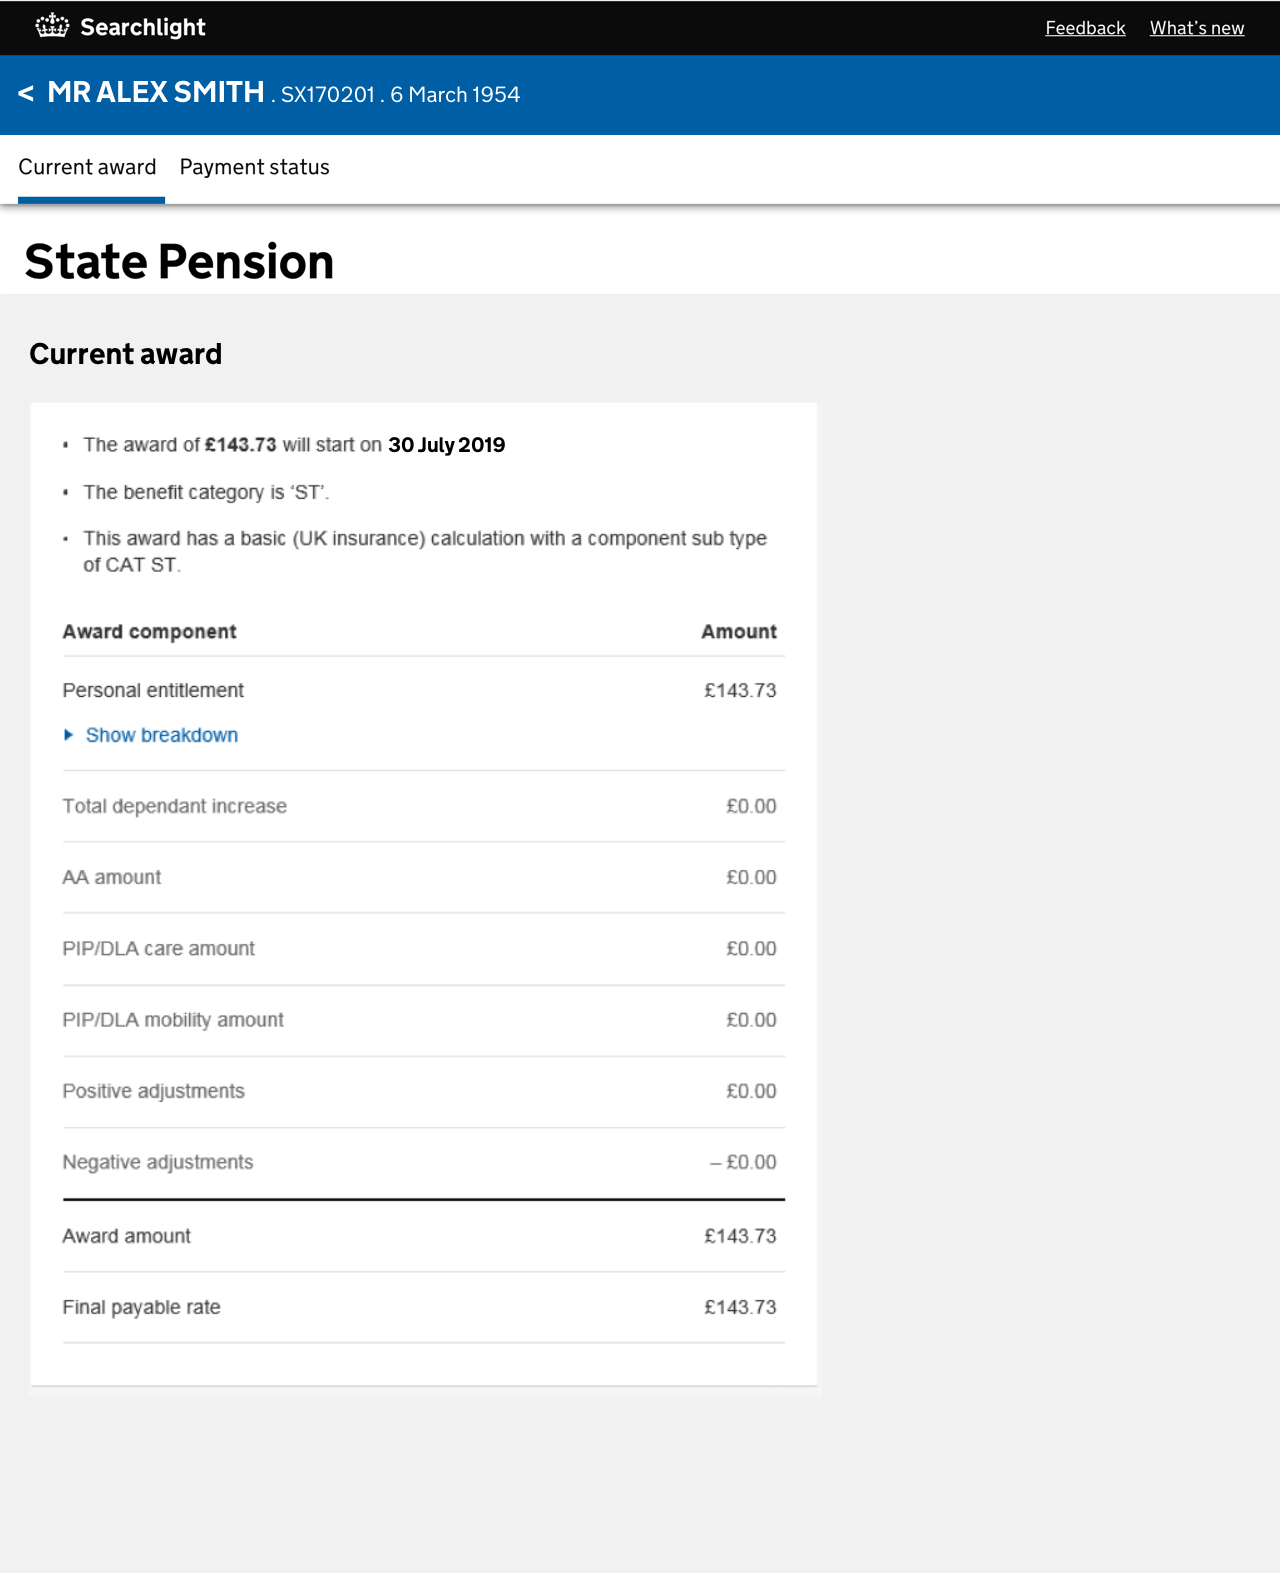 Searchlight Feedback What's new
< MR ALEX SMITH . SX170201 . 6 March 1954
Current award Payment status
State Pension
Current award
The award of £143.73 will start on 30 July 2019
The benefit category is ‘ST’.
This award has a basic (UK insurance) calculation with a component sub type
of CAT ST.
Award component Amount
Personal entitlement £143.73
Show breakdown
Total dependant increase £0.00
AA amount £0.00
PIP/DLA care amount £0.00
PIP/DLA mobility amount £0.00
Positive adjustments £0.00
Negative adjustments – £0.00
Award amount £143.73
Final payable rate £143.73